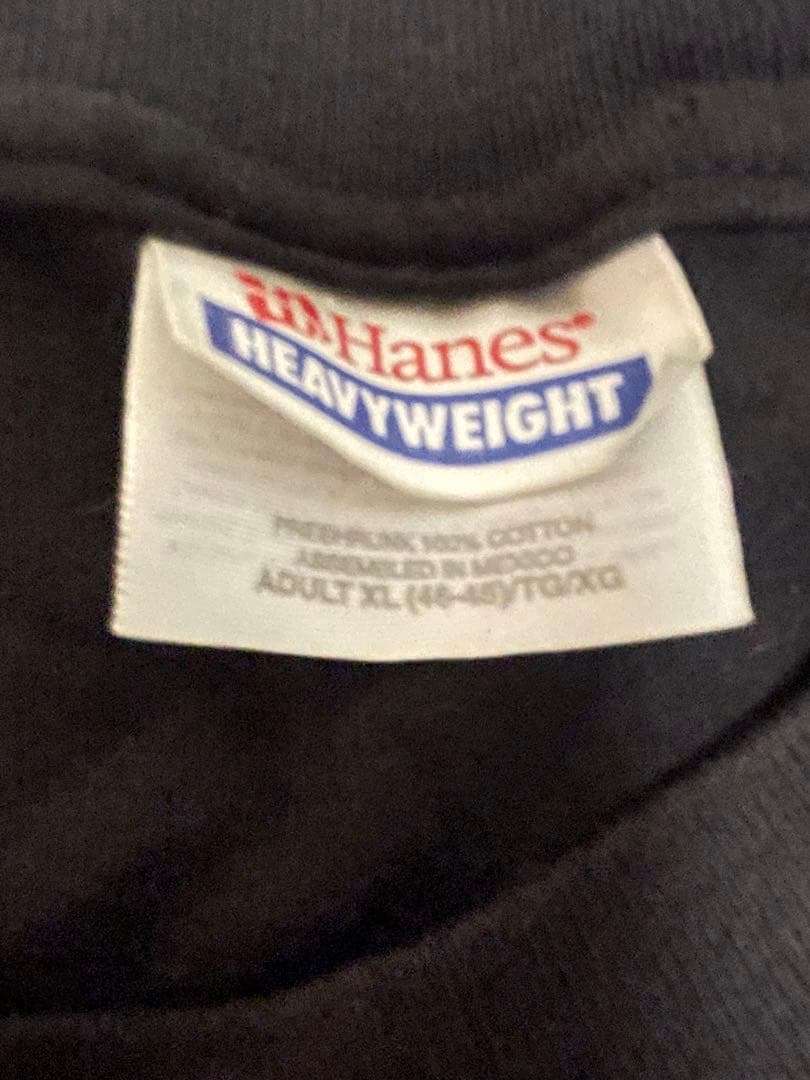 Hanes®
HEAVYWEIGHT
PRESHRUNK 100% COTTON
ASSEMBLED IN MEXICO
ADULT XL (46-48)/TG/XG